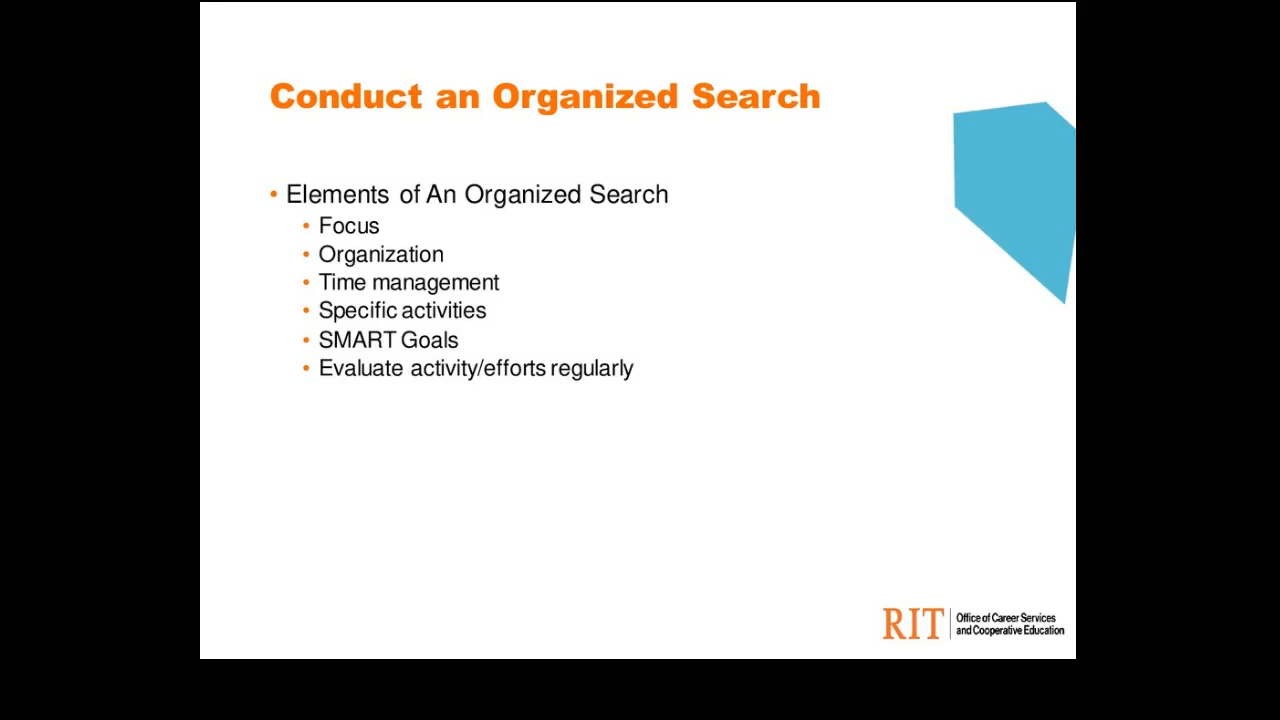 Conduct an Organized Search
• Elements of An Organized Search
• Focus
• Organization
• Time management
• Specific activities
• SMART Goals
• Evaluate activity/efforts regularly
RIT
Office of Career Services
and Cooperative Education